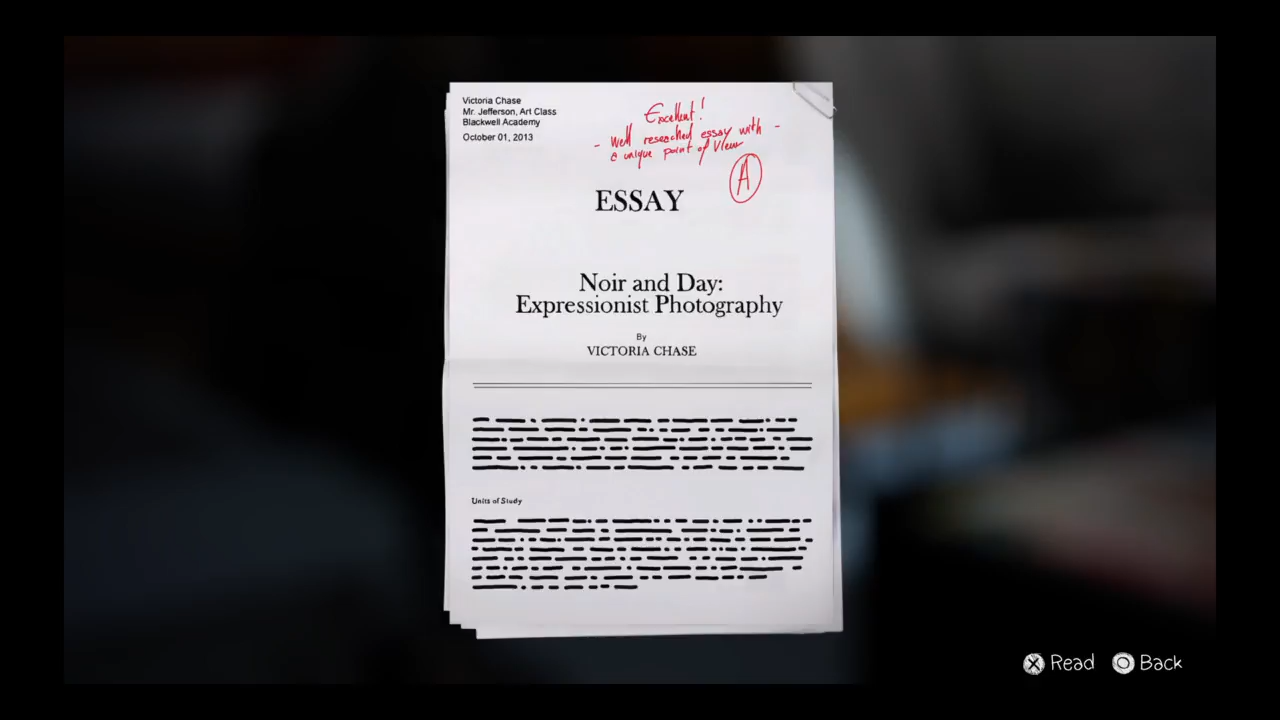 Victoria Chase
Mr. Jefferson, Art Class
Blackwell Academy
October 01, 2013
Excellent!
- Well reseached essay with -
a unique point of View
A
ESSAY
Noir and Day:
Expressionist Photography
By
VICTORIA CHASE
Units of Study
Read
Back